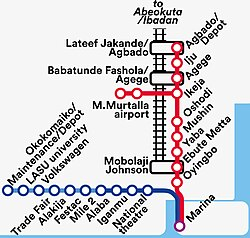 to
Abeokuta
/Ibadan
Lateef Jakande/
Agbado
Agbado/
Depot
Iju
Babatunde Fashola/
Agege
Agege
Ikeja
M.Murtalla
airport
Oshodi
Mushin
Yaba
Ebute Metta
Mobolaji
Johnson
Oyingbo
Okokomaiko/
Maintenance/Depot
LASU university
Volkswagen
Trade Fair
Alakija
Festec
Mile 2
Alaba
Iganmu
National
theatre
Marina